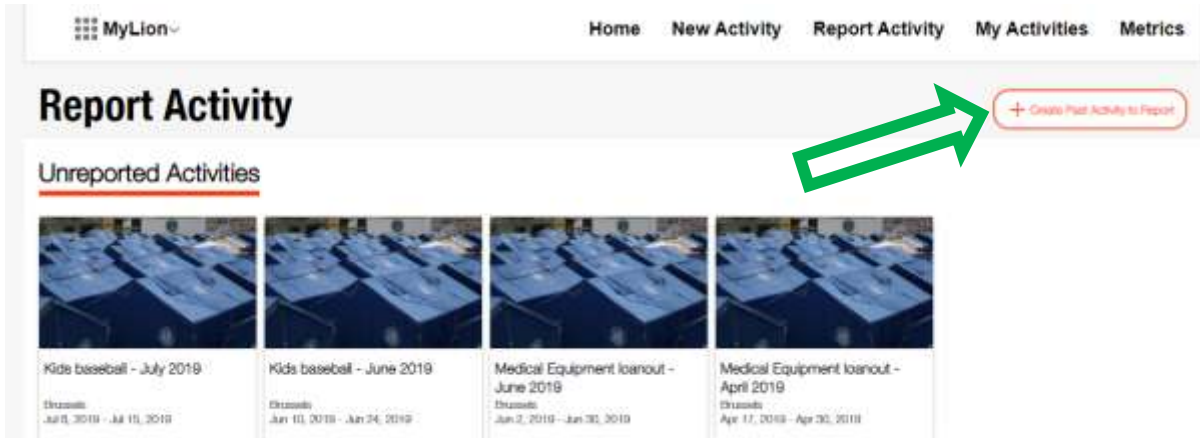 MyLion
Home New Activity Report Activity My Activities Metrics
Report Activity
+ Create Past Activity to Report
Unreported Activities
Kids baseball - July 2019
Brussels
Jul 8, 2019 - Jul 15, 2019
Kids baseball - June 2019
Brussels
Jun 10, 2019 - Jun 24, 2019
Medical Equipment loanout -
June 2019
Brussels
Jun 2, 2019 - Jun 30, 2019
Medical Equipment loanout -
April 2019
Brussels
Apr 17, 2019 - Apr 30, 2019